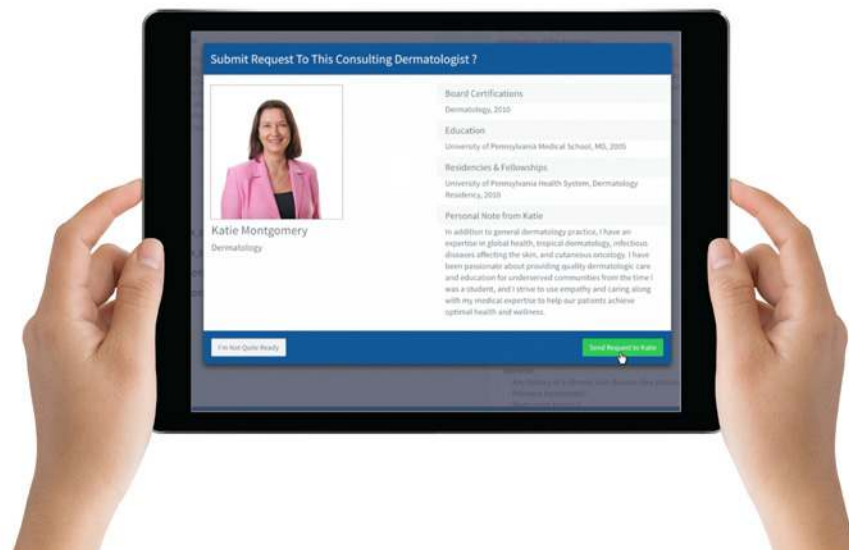 Submit Request To This Consulting Dermatologist ?
Katie Montgomery
Dermatology
Board Certifications
Dermatology, 2010
Education
University of Pennsylvania Medical School, MD, 2005
Residencies & Fellowships
University of Pennsylvania Health System, Dermatology
Residency, 2010
Personal Note from Katie
In addition to general dermatology practice, I have an
expertise in global health, tropical dermatology, infectious
diseases affecting the skin, and cutaneous oncology. I have
been passionate about providing quality dermatologic care
and education for underserved communities from the time I
was a student, and I strive to use empathy and caring along
with my medical expertise to help our patients achieve
optimal health and wellness.
I'm Not Quite Ready
Send Request to Katie